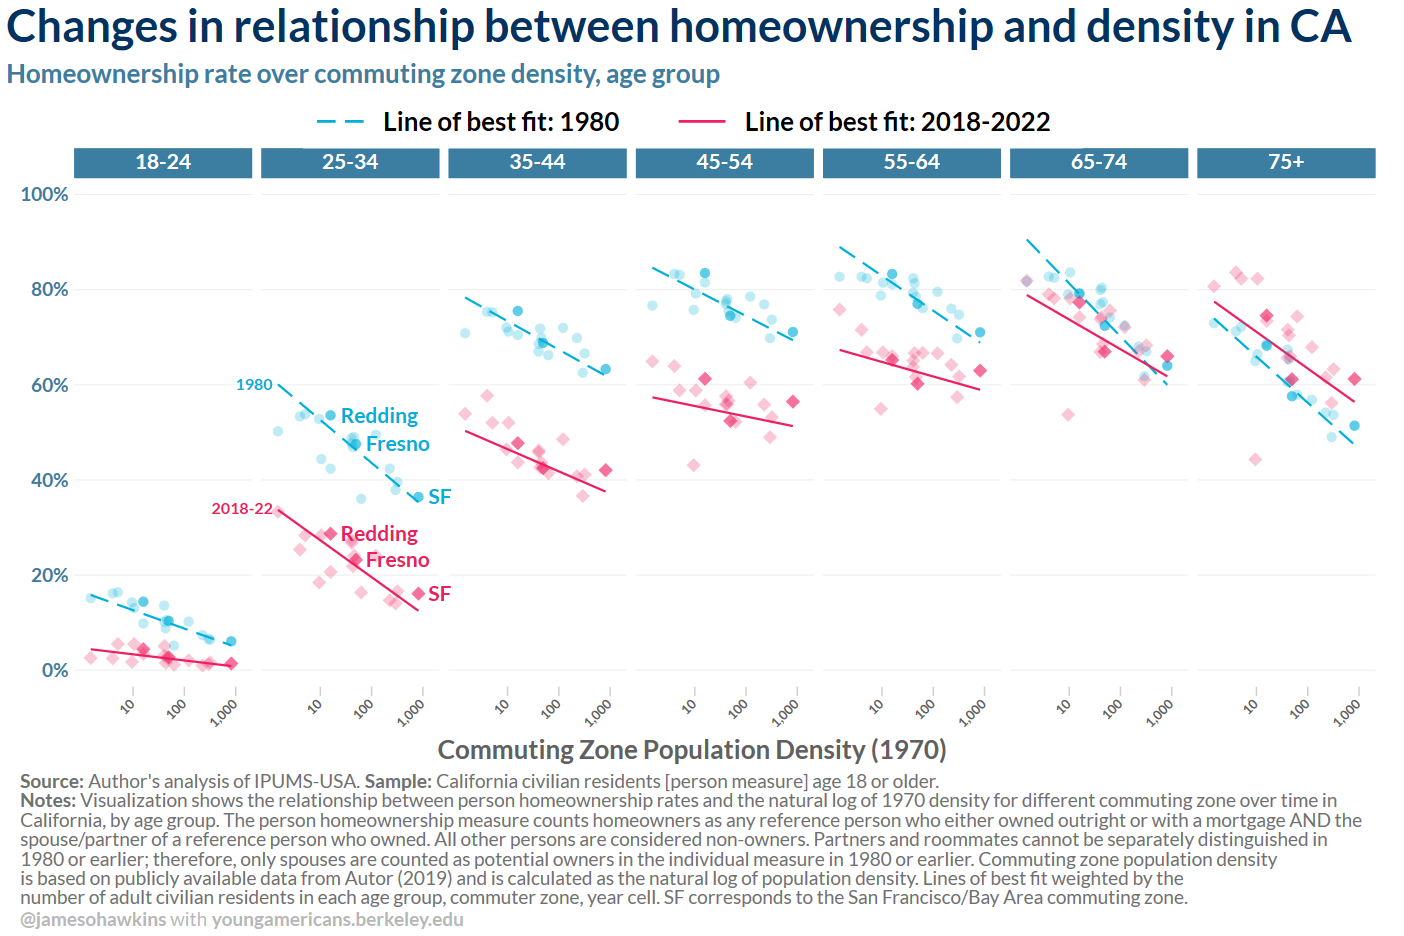 Changes in relationship between homeownership and density in CA
Homeownership rate over commuting zone density, age group
Line of best fit: 1980 Line of best fit: 2018-2022
18-24 25-34 35-44 45-54 55-64 65-74 75+
100%
80%
60%
40%
20%
0%
1980
Redding
Fresno
SF
2018-22
Redding
Fresno
SF
10 100 1,000 10 100 1,000 10 100 1,000 10 100 1,000 10 100 1,000 10 100 1,000 10 100 1,000
Commuting Zone Population Density (1970)
Source: Author's analysis of IPUMS-USA. Sample: California civilian residents [person measure] age 18 or older.
Notes: Visualization shows the relationship between person homeownership rates and the natural log of 1970 density for different commuting zone over time in
California, by age group. The person homeownership measure counts homeowners as any reference person who either owned outright or with a mortgage AND the
spouse/partner of a reference person who owned. All other persons are considered non-owners. Partners and roommates cannot be separately distinguished in
1980 or earlier; therefore, only spouses are counted as potential owners in the individual measure in 1980 or earlier. Commuting zone population density
is based on publicly available data from Autor (2019) and is calculated as the natural log of population density. Lines of best fit weighted by the
number of adult civilian residents in each age group, commuter zone, year cell. SF corresponds to the San Francisco/Bay Area commuting zone.
@jamesohawkins with youngamericans.berkeley.edu